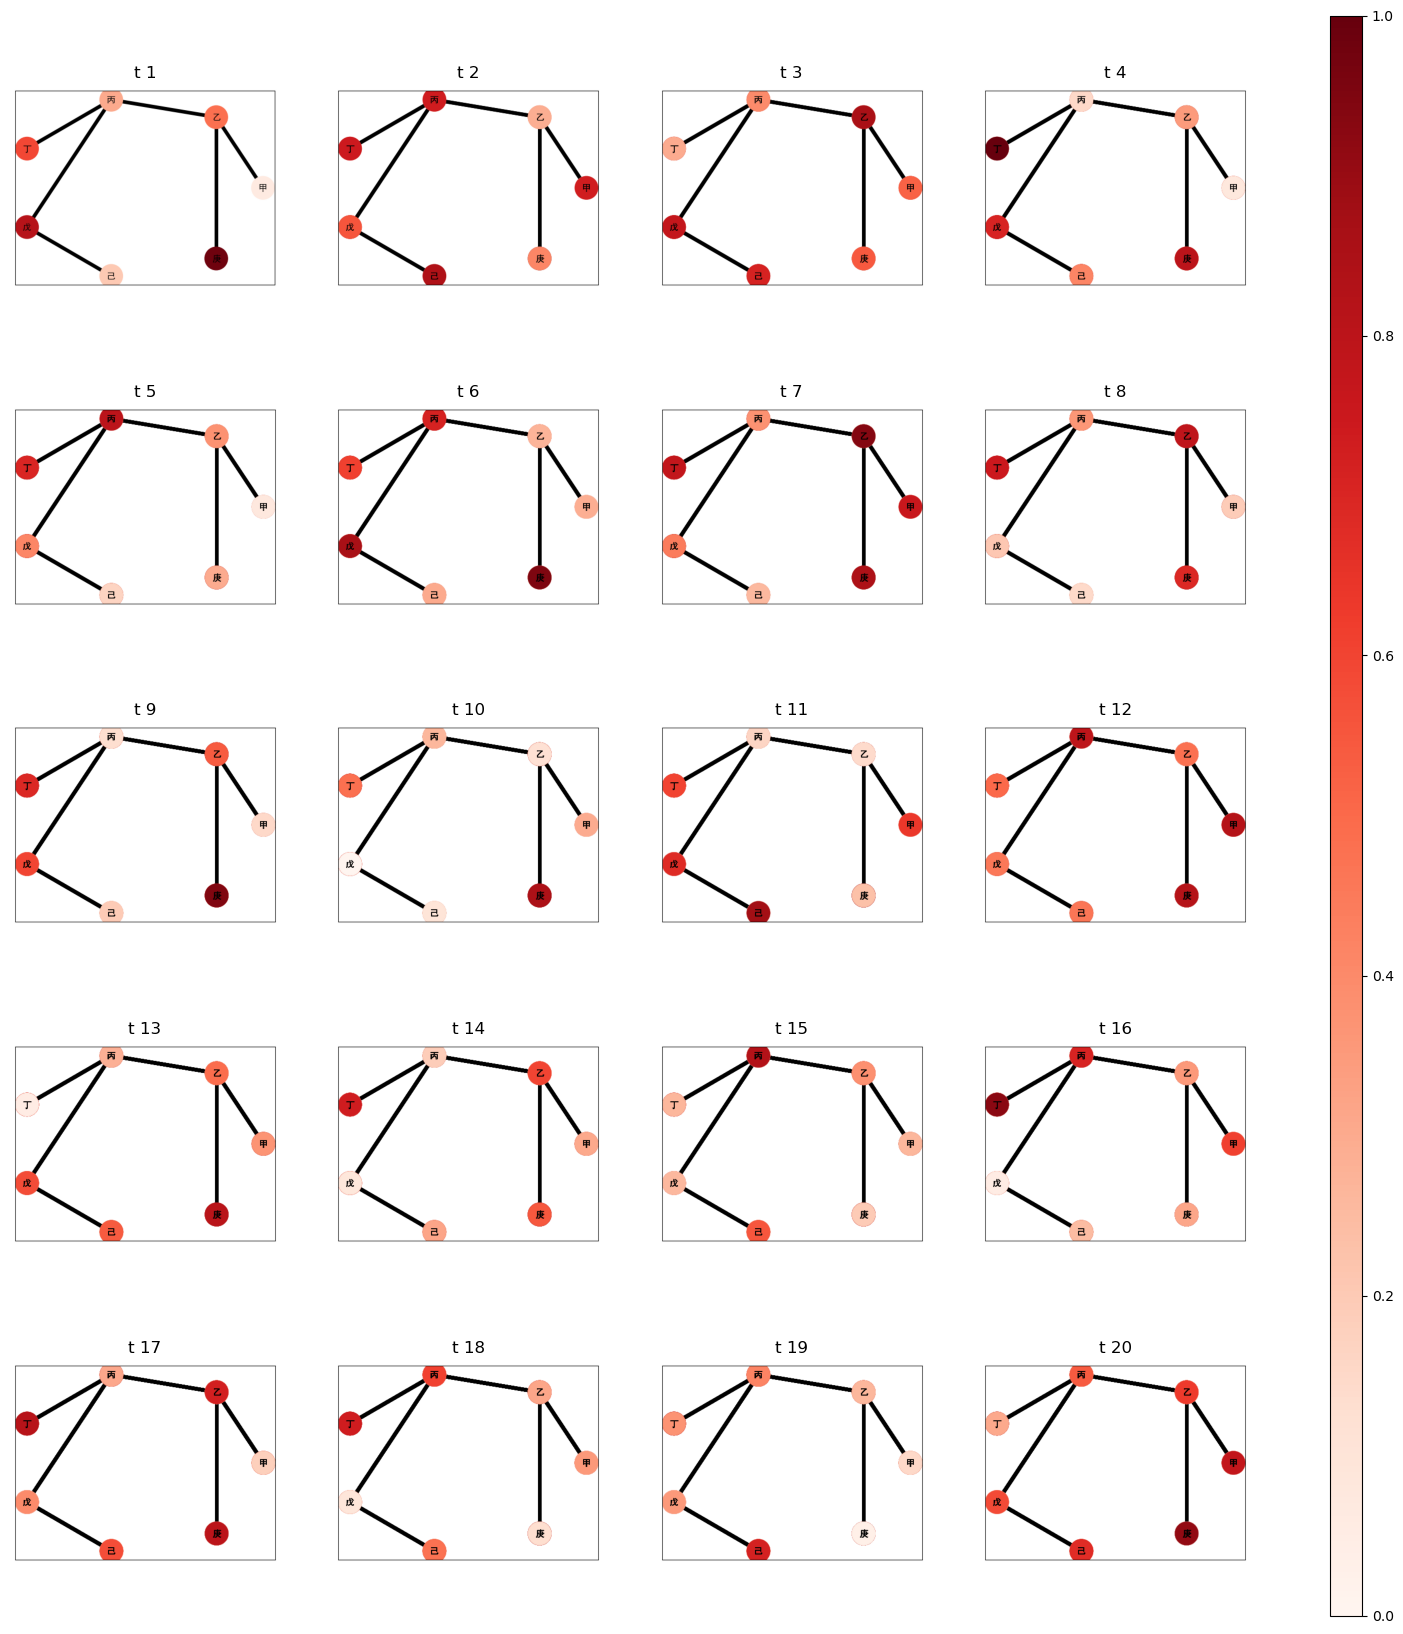 t 1
丙
乙
丁
甲
戊
庚
己
t 2
丙
乙
丁
甲
戊
庚
己
t 3
丙
乙
丁
甲
戊
庚
己
t 4
丙
乙
丁
甲
戊
庚
己
t 5
丙
乙
丁
甲
戊
庚
己
t 6
丙
乙
丁
甲
戊
庚
己
t 7
丙
乙
丁
甲
戊
庚
己
t 8
丙
乙
丁
甲
戊
庚
己
t 9
丙
乙
丁
甲
戊
庚
己
t 10
丙
乙
丁
甲
戊
庚
己
t 11
丙
乙
丁
甲
戊
庚
己
t 12
丙
乙
丁
甲
戊
庚
己
t 13
丙
乙
丁
甲
戊
庚
己
t 14
丙
乙
丁
甲
戊
庚
己
t 15
丙
乙
丁
甲
戊
庚
己
t 16
丙
乙
丁
甲
戊
庚
己
t 17
丙
乙
丁
甲
戊
庚
己
t 18
丙
乙
丁
甲
戊
庚
己
t 19
丙
乙
丁
甲
戊
庚
己
t 20
丙
乙
丁
甲
戊
庚
己
1.0
0.8
0.6
0.4
0.2
0.0